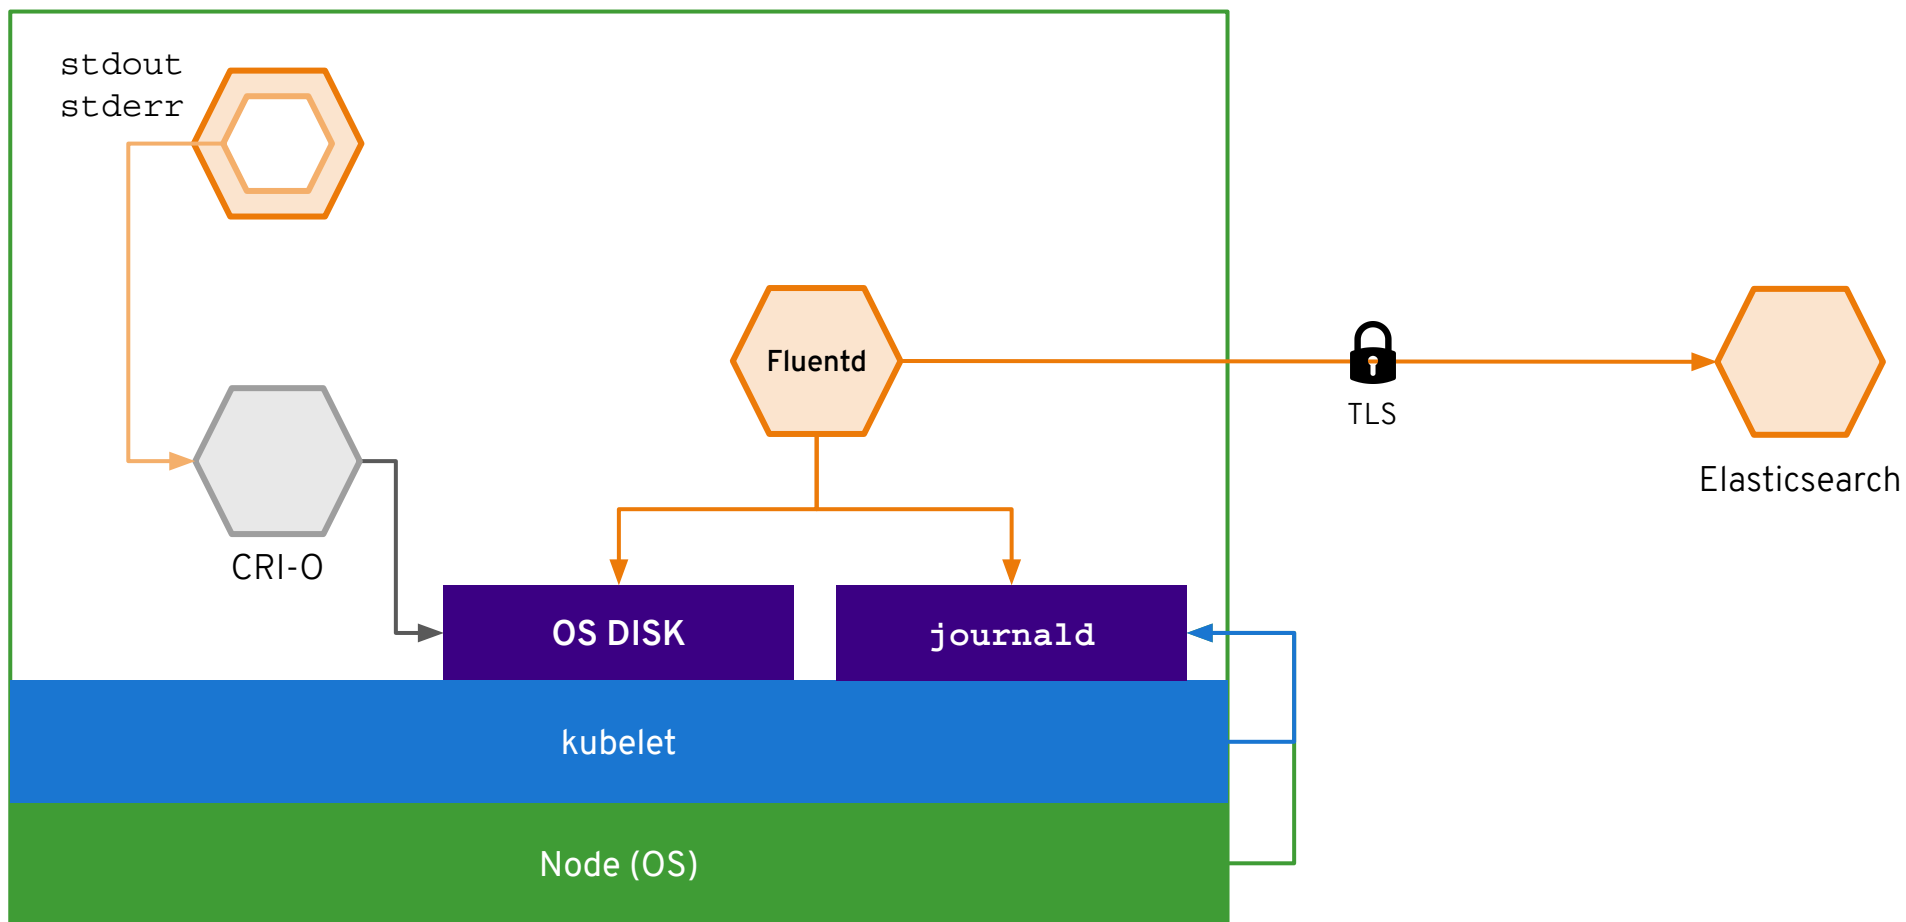 stdout
stderr
Fluentd
TLS
Elasticsearch
CRI-O
OS DISK
journald
kubelet
Node (OS)